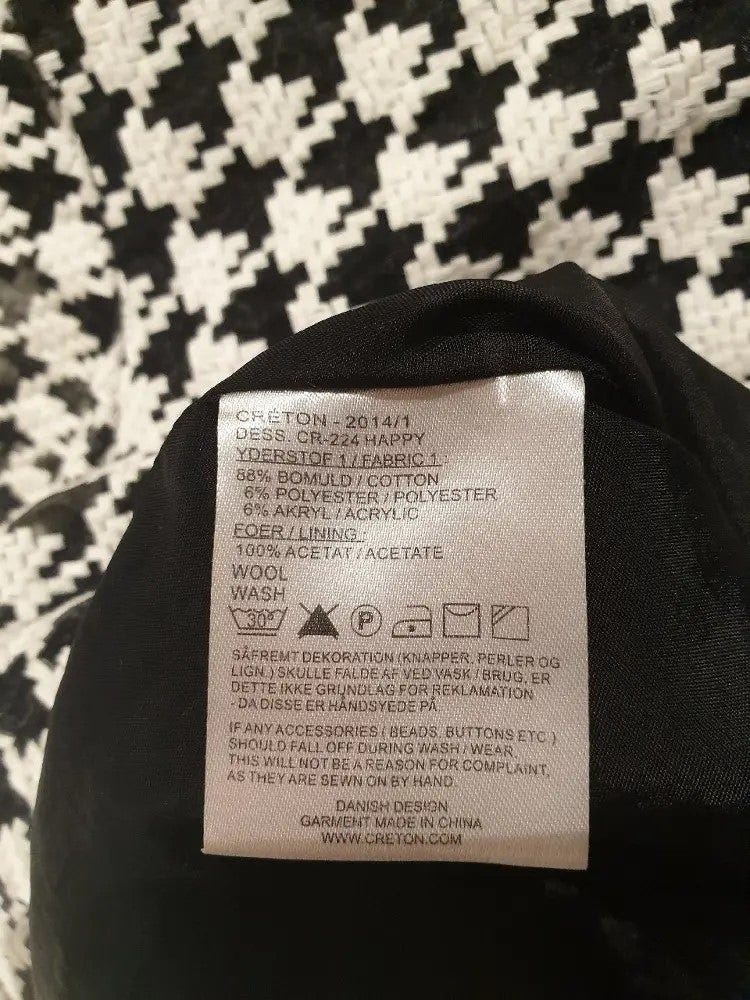 CRÉTON - 2014/1
DESS. CR-224 HAPPY
YDERSTOF 1 / FABRIC 1 :
88% BOMULD / COTTON
6% POLYESTER / POLYESTER
6% AKRYL / ACRYLIC
FOER / LINING :
100% ACETAT / ACETATE
WOOL
WASH
30° P
SÅFREMT DEKORATION (KNAPPER, PERLER OG
LIGN.) SKULLE FALDE AF VED VASK / BRUG, ER
DETTE IKKE GRUNDLAG FOR REKLAMATION
- DA DISSE ER HÅNDSYEDE PÅ.
IF ANY ACCESSORIES ( BEADS, BUTTONS ETC.)
SHOULD FALL OFF DURING WASH / WEAR,
THIS WILL NOT BE A REASON FOR COMPLAINT,
AS THEY ARE SEWN ON BY HAND.
DANISH DESIGN
GARMENT MADE IN CHINA
WWW.CRETON.COM